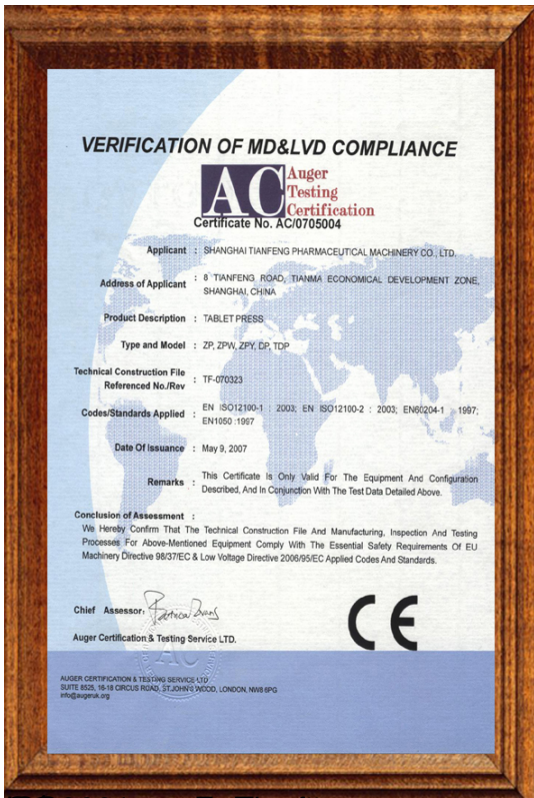 VERIFICATION OF MD&LVD COMPLIANCE
AC Auger
Testing
Certification
Certificate No. AC/0705004
Applicant : SHANGHAI TIANFENG PHARMACEUTICAL MACHINERY CO., LTD.
Address of Applicant : 8 TIANFENG ROAD, TIANMA ECONOMICAL DEVELOPMENT ZONE,
SHANGHAI, CHINA
Product Description : TABLET PRESS
Type and Model : ZP, ZPW, ZPY, DP, TDP
Technical Construction File
Referenced No./Rev : TF-070323
Codes/Standards Applied : EN ISO12100-1 : 2003; EN ISO12100-2 : 2003; EN60204-1 : 1997;
EN1050 :1997
Date Of Issuance : May 9, 2007
Remarks : This Certificate Is Only Valid For The Equipment And Configuration
Described, And In Conjunction With The Test Data Detailed Above.
Conclusion of Assessment :
We Hereby Confirm That The Technical Construction File And Manufacturing, Inspection And Testing
Processes For Above-Mentioned Equipment Comply With The Essential Safety Requirements Of EU
Machinery Directive 98/37/EC & Low Voltage Directive 2006/95/EC Applied Codes And Standards.
Chief Assessor:
CE
Auger Certification & Testing Service LTD.
AC
AUGER CERTIFICATION & TESTING SERVICE LTD
SUITE 8525, 16-18 CIRCUS ROAD, ST.JOHN'S WOOD, LONDON, NW8 6PG
info@augeruk.org